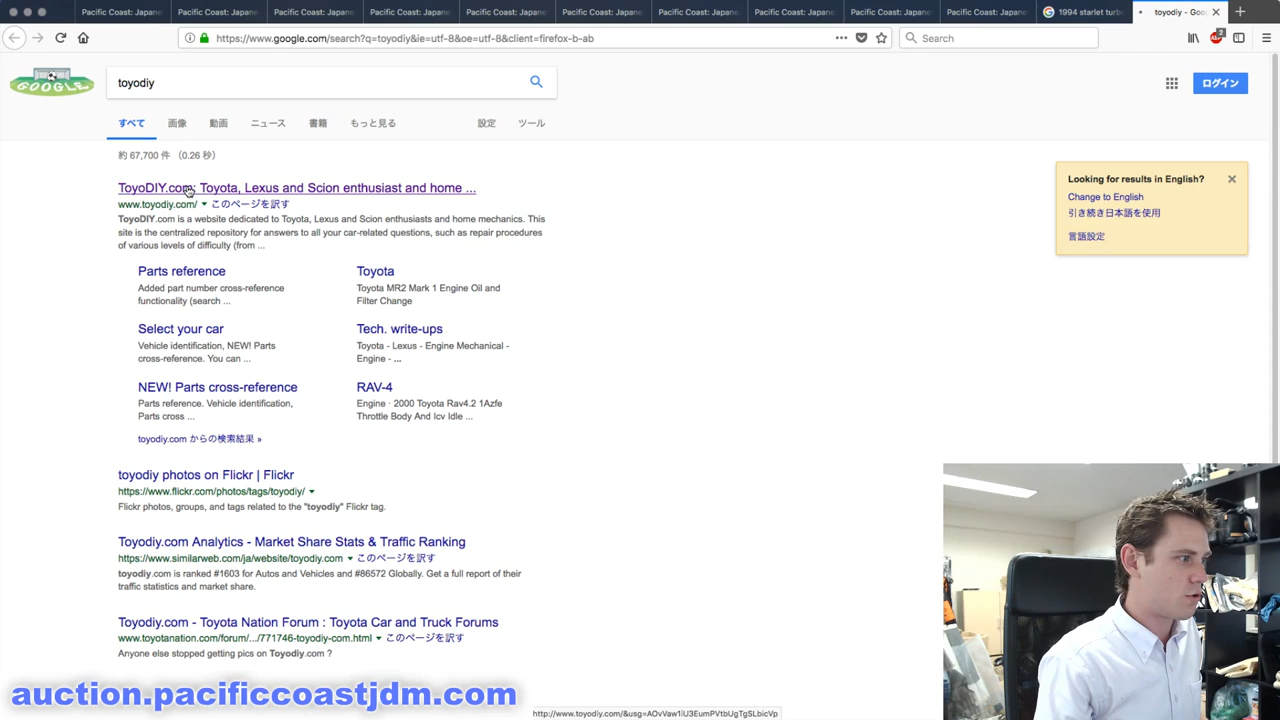 Pacific Coast: Japane Pacific Coast: Japane Pacific Coast: Japane Pacific Coast: Japane Pacific Coast: Japane Pacific Coast: Japane Pacific Coast: Japane Pacific Coast: Japane Pacific Coast: Japane Pacific Coast: Japane 1994 starlet turbo toyodiy - Goo
https://www.google.com/search?q=toyodiy&ie=utf-8&oe=utf-8&client=firefox-b-ab
Search
2
GOOGLE
toyodiy
ログイン
すべて 画像 動画 ニュース 書籍 もっと見る 設定 ツール
約 67,700 件 (0.26 秒)
ToyoDIY.com: Toyota, Lexus and Scion enthusiast and home ...
www.toyodiy.com/ このページを訳す
ToyoDIY.com is a website dedicated to Toyota, Lexus and Scion enthusiasts and home mechanics. This
site is the centralized repository for answers to all your car-related questions, such as repair procedures
of various levels of difficulty (from ...
Parts reference
Added part number cross-reference
functionality (search ...
Toyota
Toyota MR2 Mark 1 Engine Oil and
Filter Change
Select your car
Vehicle identification, NEW! Parts
cross-reference. You can ...
Tech. write-ups
Toyota - Lexus - Engine Mechanical -
Engine - ...
NEW! Parts cross-reference
Parts reference. Vehicle identification,
Parts cross ...
RAV-4
Engine · 2000 Toyota Rav4.2 1Azfe
Throttle Body And Icv Idle ...
toyodiy.com からの検索結果 »
toyodiy photos on Flickr | Flickr
https://www.flickr.com/photos/tags/toyodiy/
Flickr photos, groups, and tags related to the "toyodiy" Flickr tag.
Toyodiy.com Analytics - Market Share Stats & Traffic Ranking
https://www.similarweb.com/ja/website/toyodiy.com このページを訳す
toyodiy.com is ranked #1603 for Autos and Vehicles and #86572 Globally. Get a full report of their
traffic statistics and market share.
Toyodiy.com - Toyota Nation Forum : Toyota Car and Truck Forums
www.toyotanation.com/forum/.../771746-toyodiy-com.html このページを訳す
Anyone else stopped getting pics on Toyodiy.com ?
Looking for results in English?
Change to English
引き続き日本語を使用
言語設定
auction.pacificcoastjdm.com